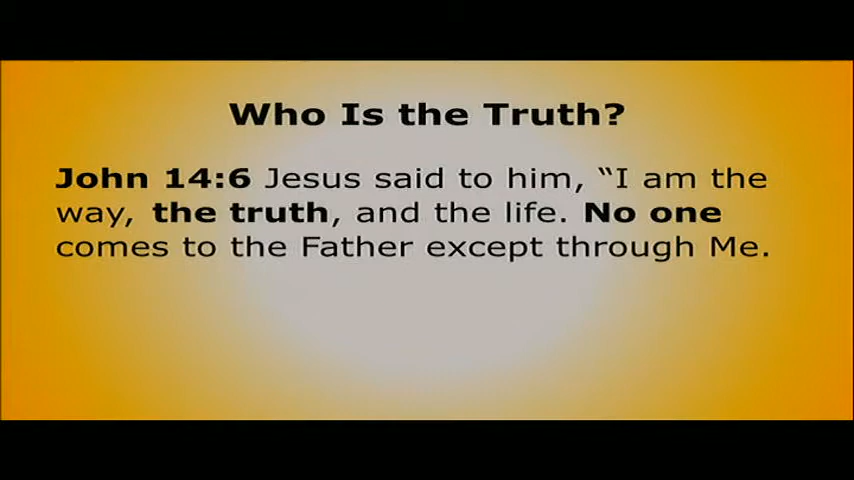 Who Is the Truth?
John 14:6 Jesus said to him, “I am the
way, the truth, and the life. No one
comes to the Father except through Me.